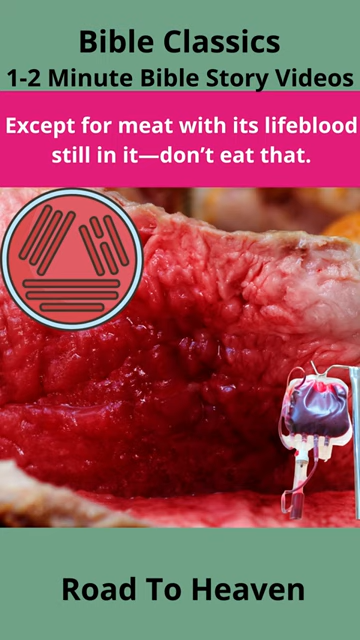 Bible Classics
1-2 Minute Bible Story Videos
Except for meat with its lifeblood
still in it—don’t eat that.
Road To Heaven